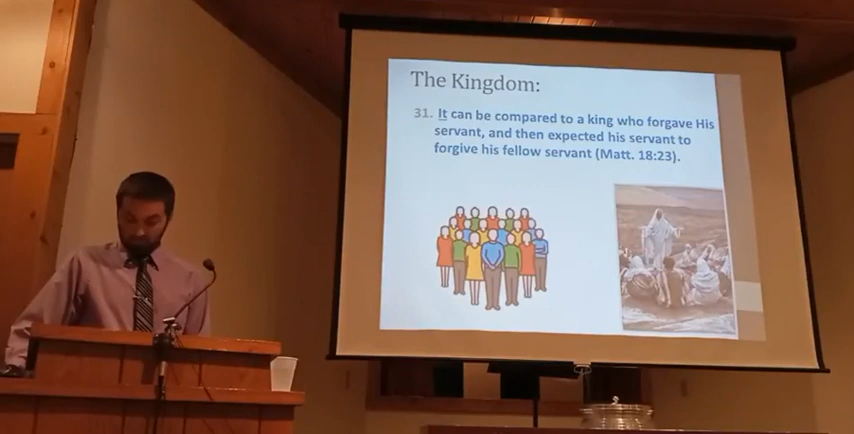 The Kingdom:
31. It can be compared to a king who forgave His
servant, and then expected his servant to
forgive his fellow servant (Matt. 18:23).